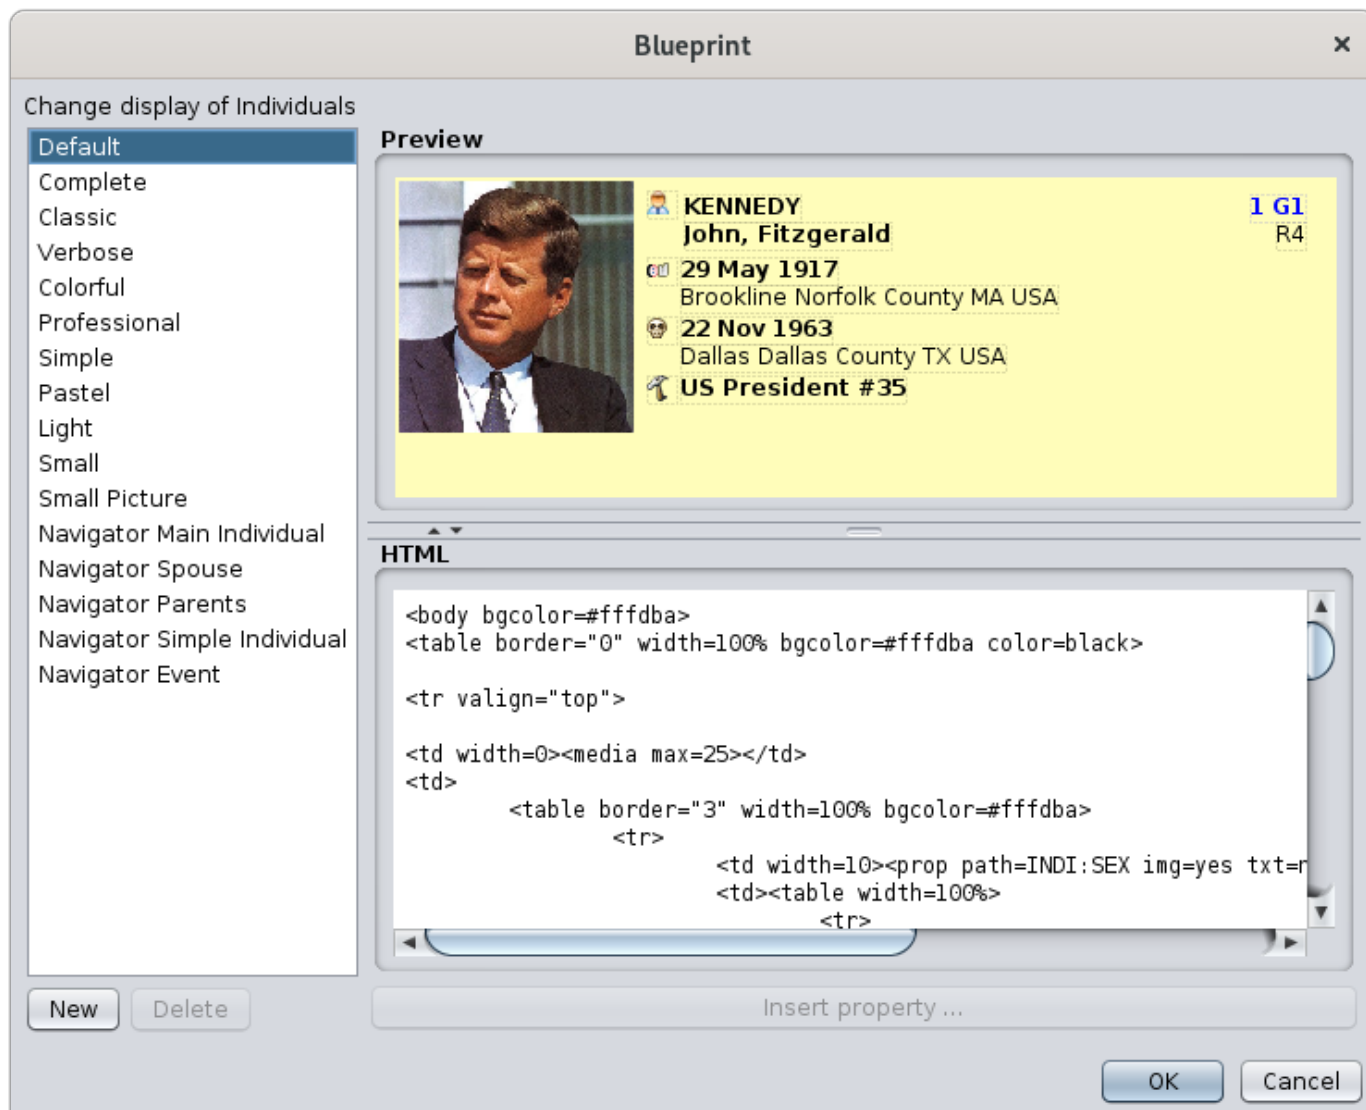 Blueprint
Change display of Individuals
Default
Complete
Classic
Verbose
Colorful
Professional
Simple
Pastel
Light
Small
Small Picture
Navigator Main Individual
Navigator Spouse
Navigator Parents
Navigator Simple Individual
Navigator Event
New
Delete
Preview
KENNEDY 1 G1
John, Fitzgerald R4
29 May 1917
Brookline Norfolk County MA USA
22 Nov 1963
Dallas Dallas County TX USA
US President #35
HTML
<body bgcolor=#fffdba>
<table border="0" width=100% bgcolor=#fffdba color=black>
<tr valign="top">
<td width=0><media max=25></td>
<td>
<table border="3" width=100% bgcolor=#fffdba>
<tr>
<td width=10><prop path=INDI:SEX img=yes txt=
<td><table width=100%>
<tr>
Insert property ...
OK
Cancel